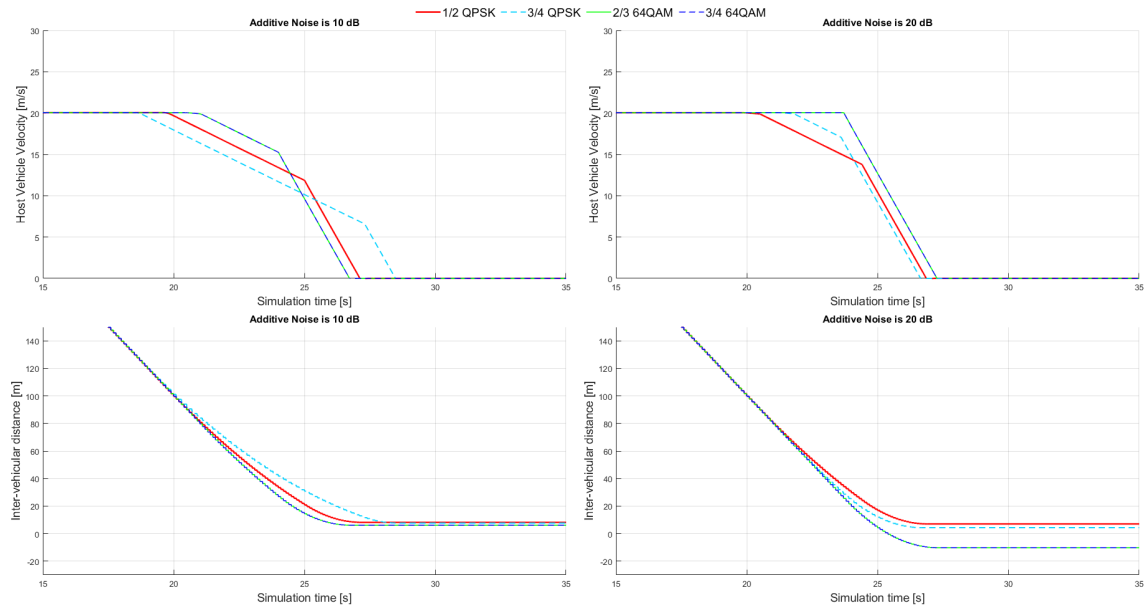 1/2 QPSK 3/4 QPSK 2/3 64QAM 3/4 64QAM
Additive Noise is 10 dB
Host Vehicle Velocity [m/s]
30
25
20
15
10
5
0
15 20 25 30 35
Simulation time [s]
Additive Noise is 20 dB
Host Vehicle Velocity [m/s]
30
25
20
15
10
5
0
15 20 25 30 35
Simulation time [s]
Additive Noise is 10 dB
Inter-vehicular distance [m]
140
120
100
80
60
40
20
0
-20
15 20 25 30 35
Simulation time [s]
Additive Noise is 20 dB
Inter-vehicular distance [m]
140
120
100
80
60
40
20
0
-20
15 20 25 30 35
Simulation time [s]